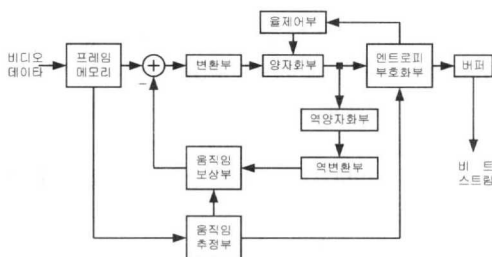 율제어부
비디오
데이타
프레임
메모리
변환부
양자화부
엔트로피
부호화부
버퍼
역양자화부
역변환부
움직임
보상부
비 트
스트림
움직임
추정부